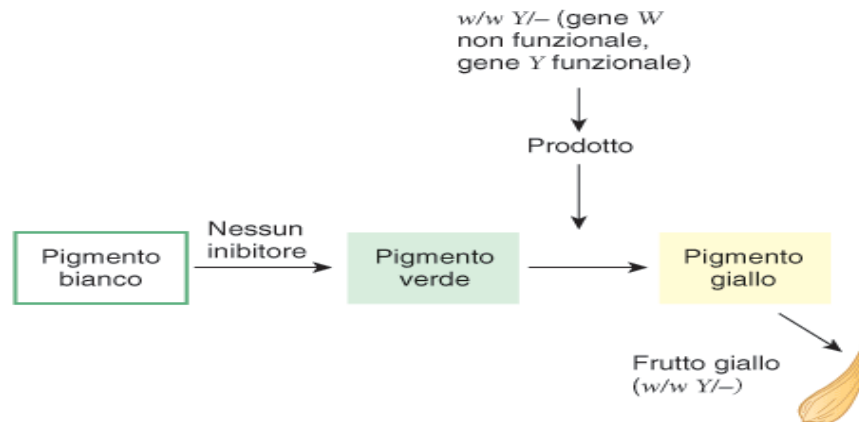 w/w Y/– (gene W
non funzionale,
gene Y funzionale)
Prodotto
Nessun
inibitore
Pigmento
bianco
Pigmento
verde
Pigmento
giallo
Frutto giallo
(w/w Y/–)